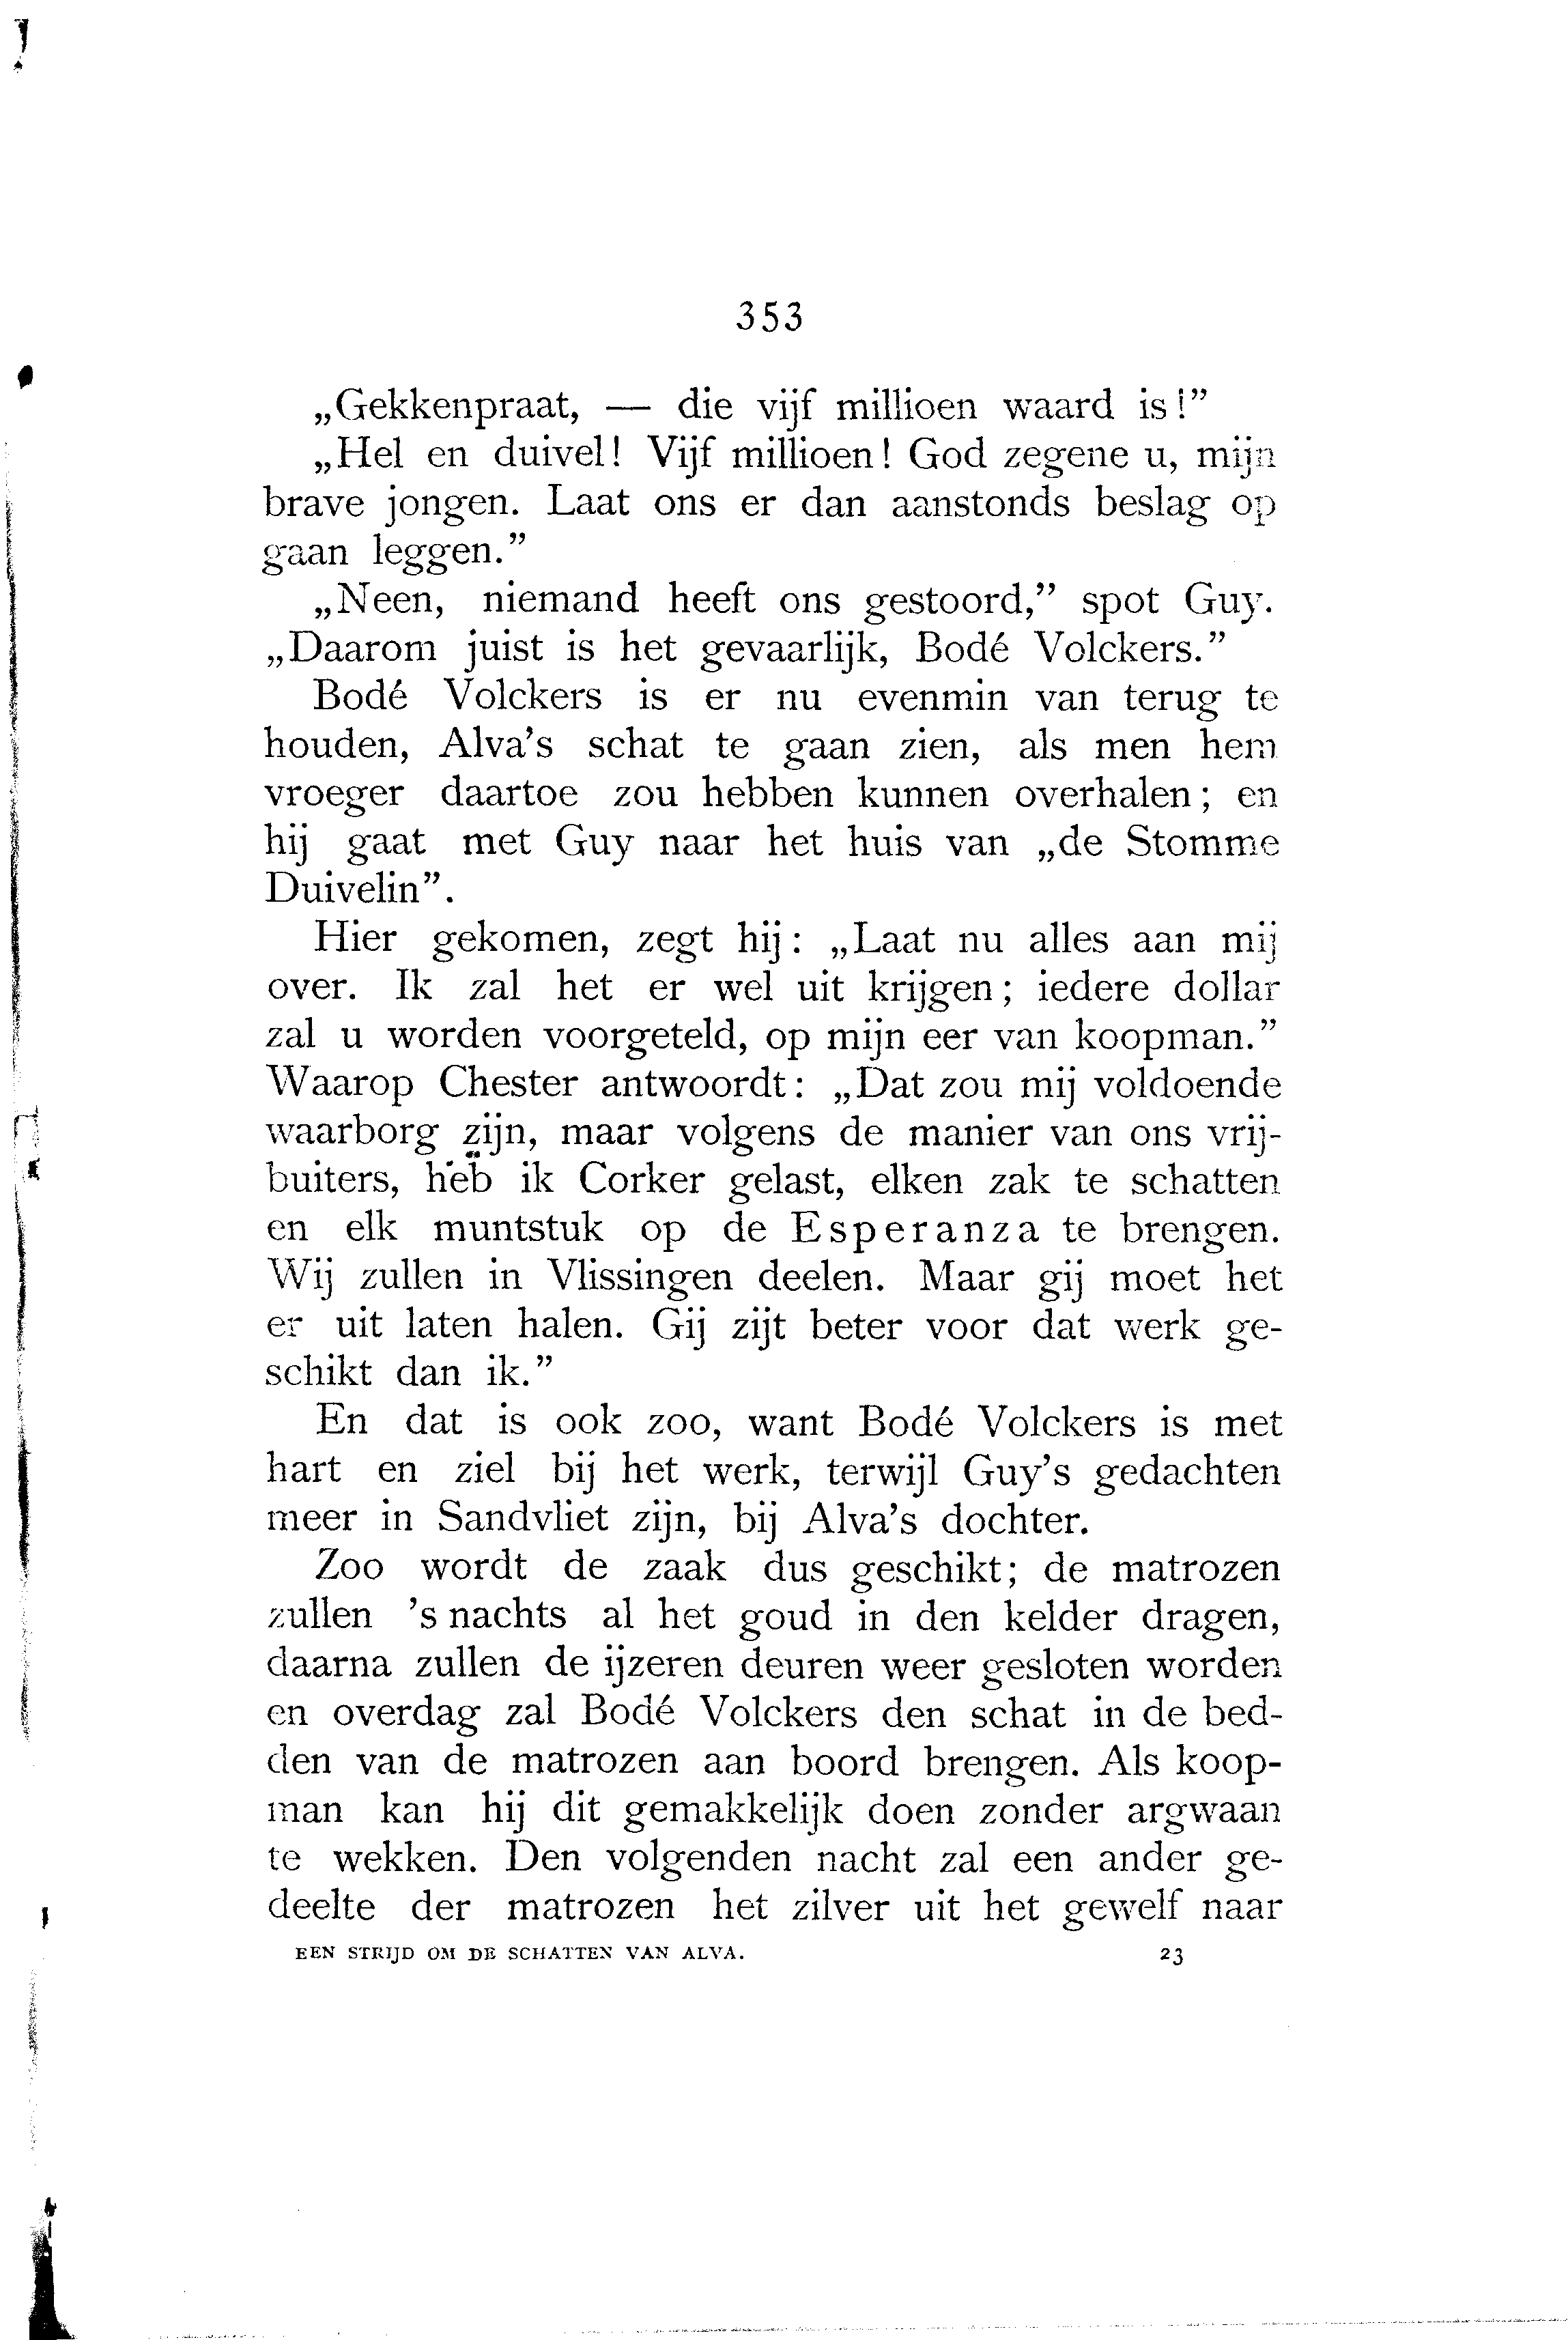 353
„Gekkenpraat, — die vijf millioen waard is!”
„Hel en duivel! Vijf millioen! God zegene u, mijn
brave jongen. Laat ons er dan aanstonds beslag op
gaan leggen.”
„Neen, niemand heeft ons gestoord,” spot Guy.
„Daarom juist is het gevaarlijk, Bodé Volckers.”
Bodé Volckers is er nu evenmin van terug te
houden, Alva’s schat te gaan zien, als men hem
vroeger daartoe zou hebben kunnen overhalen; en
hij gaat met Guy naar het huis van „de Stomme
Duivelin”.
Hier gekomen, zegt hij: „Laat nu alles aan mij
over. Ik zal het er wel uit krijgen; iedere dollar
zal u worden voorgeteld, op mijn eer van koopman.”
Waarop Chester antwoordt: „Dat zou mij voldoende
waarborg zijn, maar volgens de manier van ons vrij-
buiters, heb ik Corker gelast, elken zak te schatten
en elk muntstuk op de Esperanza te brengen.
Wij zullen in Vlissingen deelen. Maar gij moet het
er uit laten halen. Gij zijt beter voor dat werk ge-
schikt dan ik.”
En dat is ook zoo, want Bodé Volckers is met
hart en ziel bij het werk, terwijl Guy’s gedachten
meer in Sandvliet zijn, bij Alva’s dochter.
Zoo wordt de zaak dus geschikt; de matrozen
zullen ’s nachts al het goud in den kelder dragen,
daarna zullen de ijzeren deuren weer gesloten worden
en overdag zal Bodé Volckers den schat in de bed-
den van de matrozen aan boord brengen. Als koop-
man kan hij dit gemakkelijk doen zonder argwaan
te wekken. Den volgenden nacht zal een ander ge-
deelte der matrozen het zilver uit het gewelf naar
EEN STRIJD OM DE SCHATTEN VAN ALVA. 23